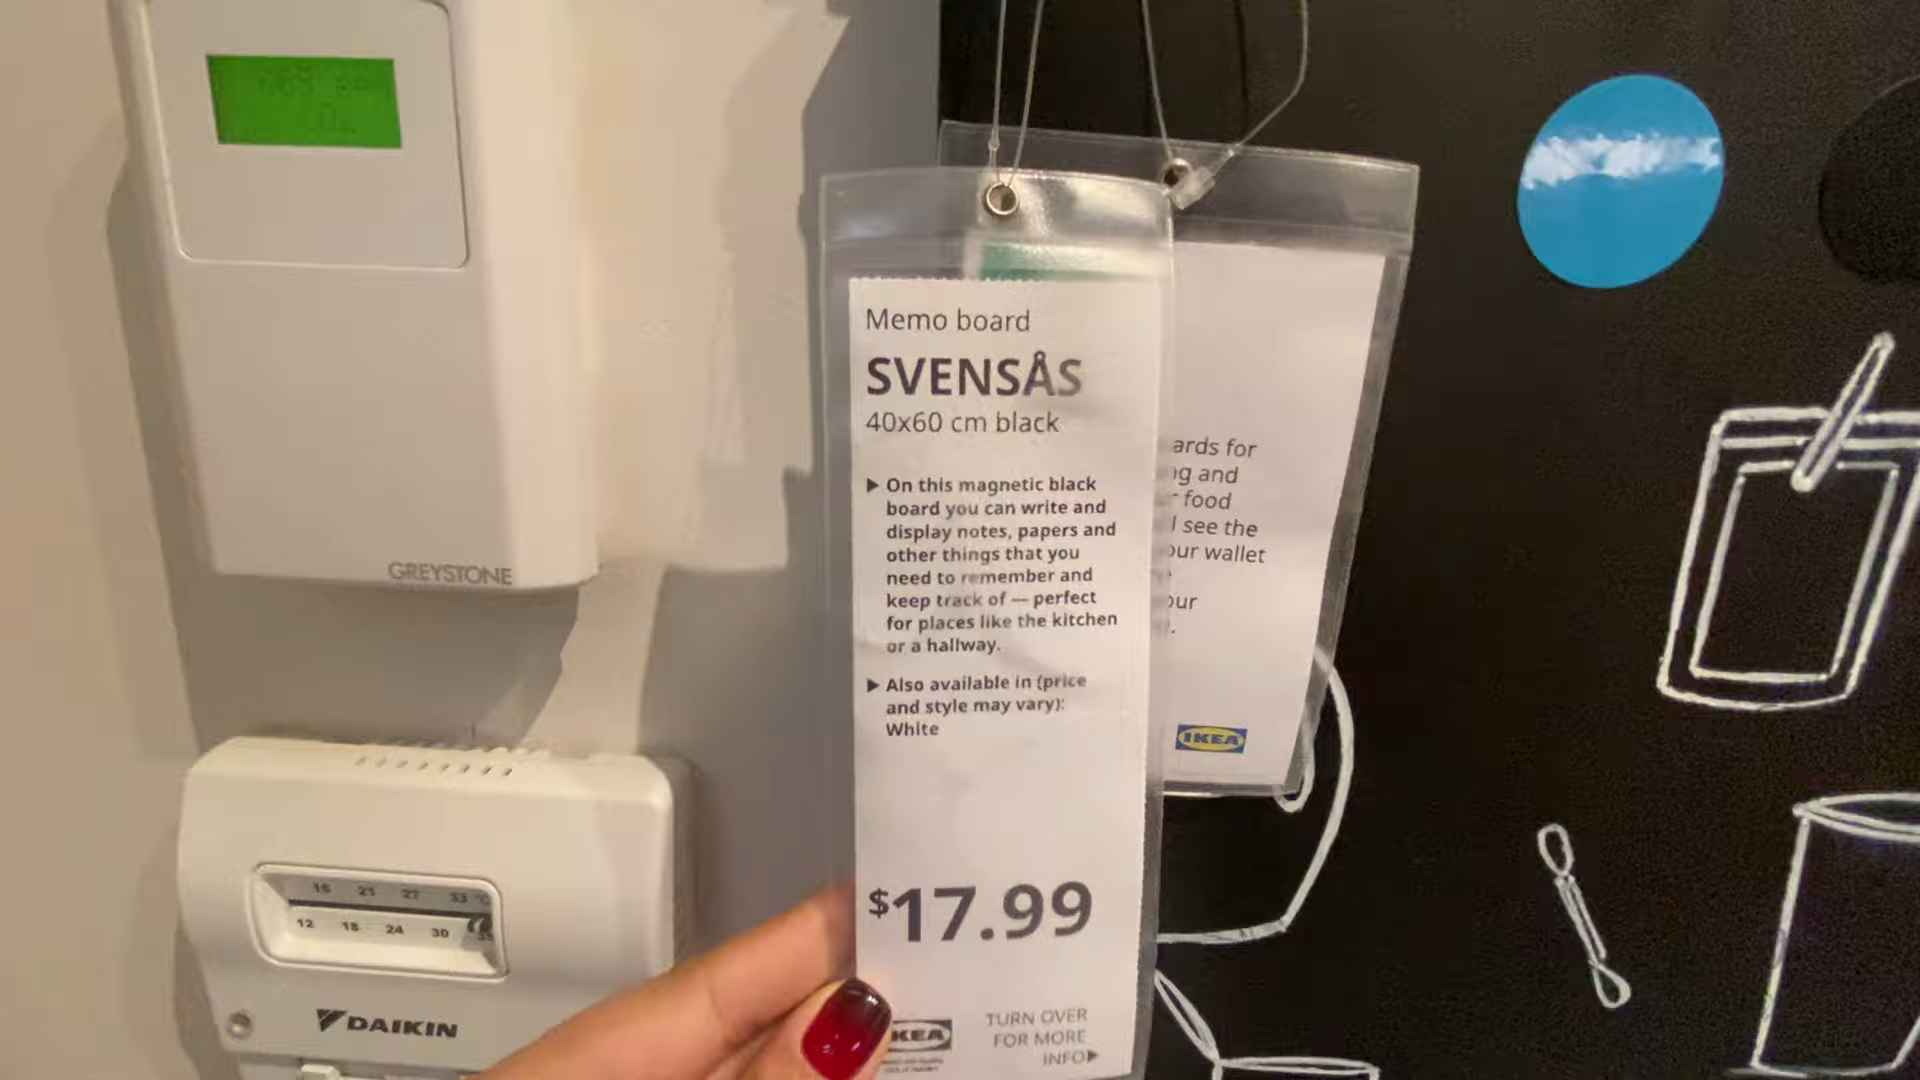 GREYSTONE
16 21 27 33 °C
12 18 24 30 35
DAIKIN
Memo board
SVENSÅS
40x60 cm black
▶ On this magnetic black
board you can write and
display notes, papers and
other things that you
need to remember and
keep track of — perfect
for places like the kitchen
or a hallway.
▶ Also available in (price
and style may vary):
White
$17.99
IKEA
TURN OVER
FOR MORE
INFO▶
ards for
and
food
see the
our wallet
our
IKEA